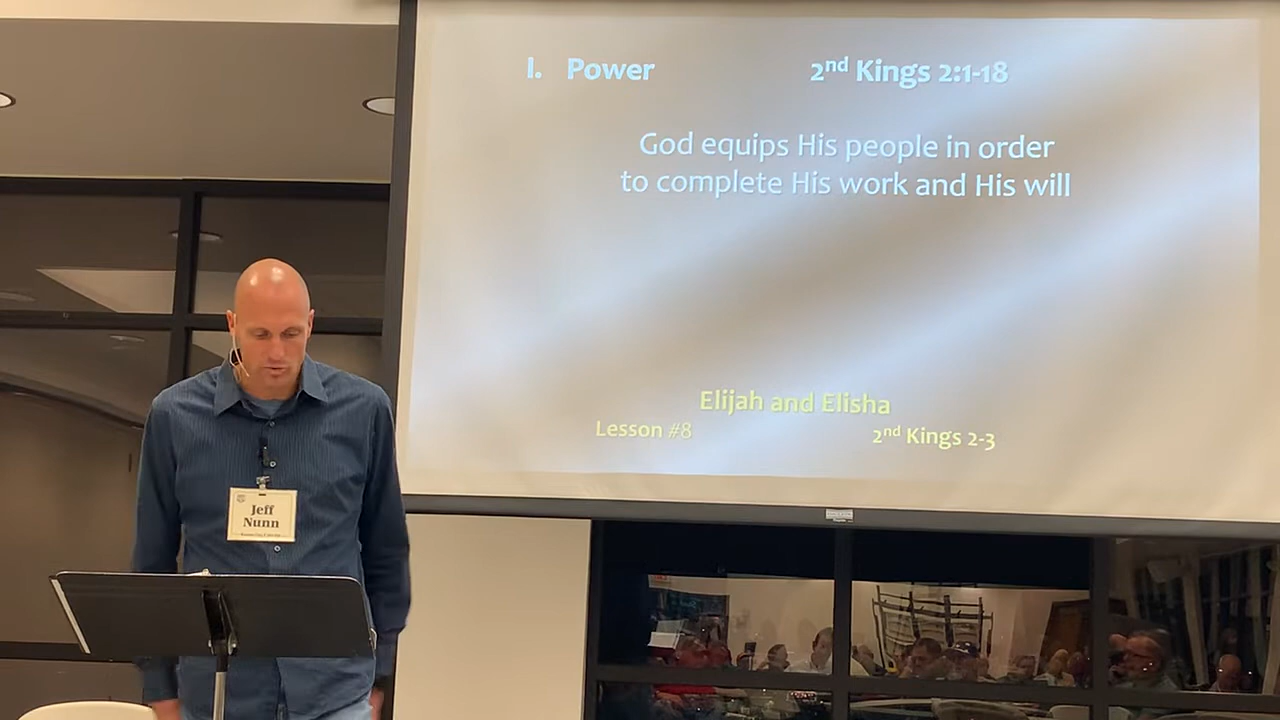 I. Power 2nd Kings 2:1-18
God equips His people in order
to complete His work and His will
Elijah and Elisha
Lesson #8 2nd Kings 2-3
Jeff
Nunn